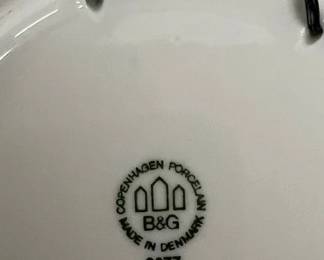 COPENHAGEN PORCELAIN
B&G
MADE IN DENMARK